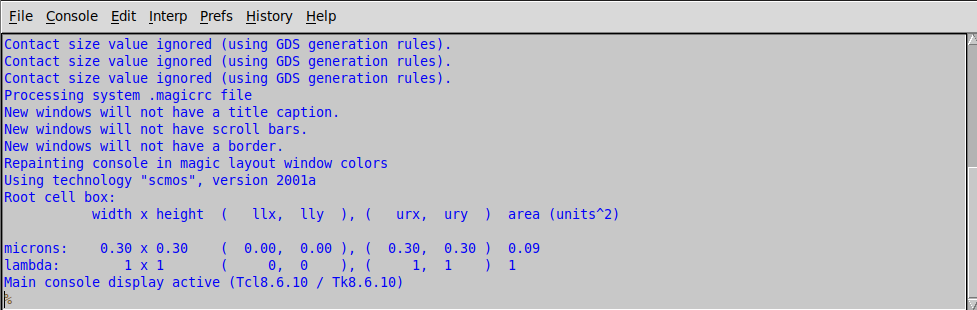 File Console Edit Interp Prefs History Help
Contact size value ignored (using GDS generation rules).
Contact size value ignored (using GDS generation rules).
Contact size value ignored (using GDS generation rules).
Processing system .magicrc file
New windows will not have a title caption.
New windows will not have scroll bars.
New windows will not have a border.
Repainting console in magic layout window colors
Using technology "scmos", version 2001a
Root cell box:
           width x height  (   llx,  lly  ), (   urx,  ury  )  area (units^2)
microns:    0.30 x 0.30    (  0.00,  0.00 ), (  0.30,  0.30 )  0.09
lambda:        1 x 1       (     0,  0    ), (     1,  1    )  1
Main console display active (Tcl8.6.10 / Tk8.6.10)
%